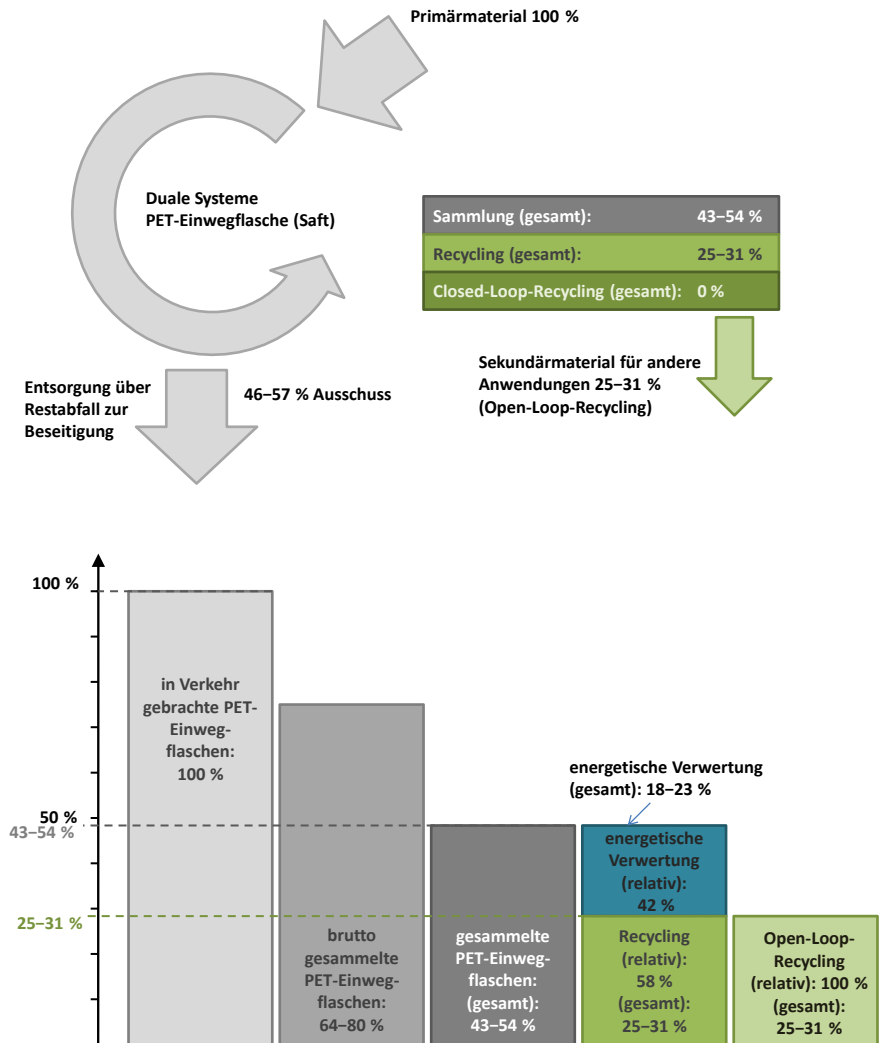 Primärmaterial 100 %
Duale Systeme
PET-Einwegflasche (Saft)
Sammlung (gesamt): 43–54 %
Recycling (gesamt): 25–31 %
Closed-Loop-Recycling (gesamt): 0 %
Sekundärmaterial für andere
Anwendungen 25–31 %
(Open-Loop-Recycling)
Entsorgung über
Restabfall zur
Beseitigung
46–57 % Ausschuss
100 %
50 %
43–54 %
25–31 %
in Verkehr
gebrachte PET-
Einweg-
flaschen:
100 %
brutto
gesammelte
PET-Einweg-
flaschen:
64–80 %
gesammelte
PET-Einweg-
flaschen:
(gesamt):
43–54 %
energetische Verwertung
(gesamt): 18–23 %
energetische
Verwertung
(relativ):
42 %
Recycling
(relativ):
58 %
(gesamt):
25–31 %
Open-Loop-
Recycling
(relativ): 100 %
(gesamt):
25–31 %